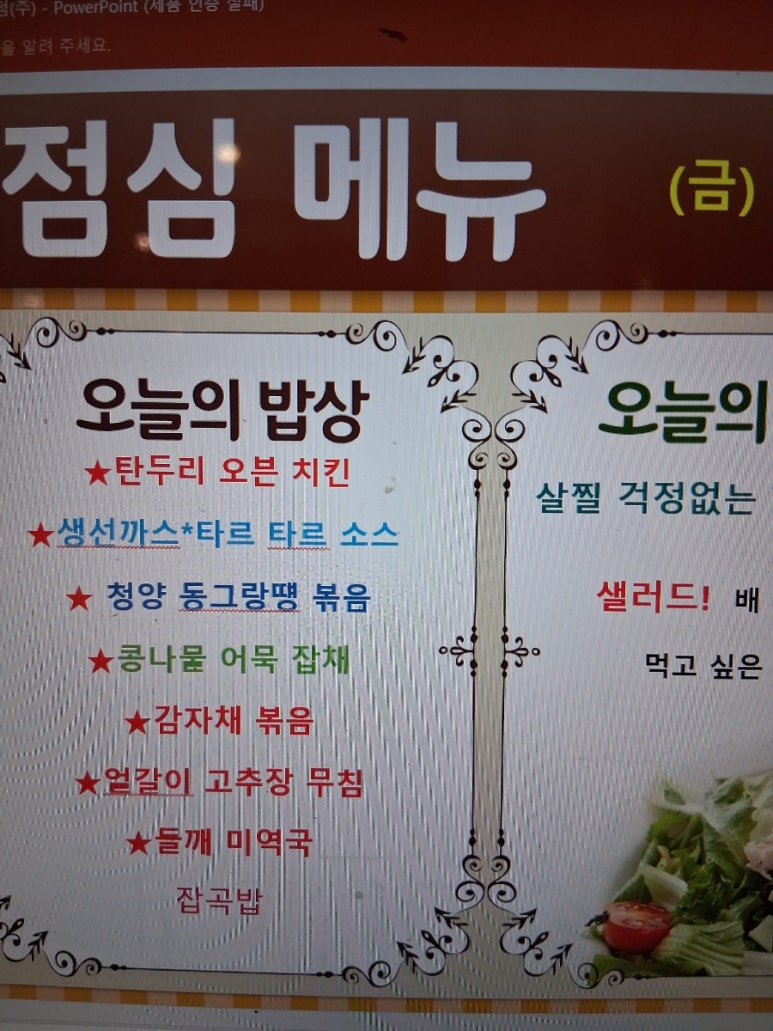 점(주) - PowerPoint (제품 인증 실패)
을 알려 주세요.
점심 메뉴
(금)
오늘의 밥상
★탄두리 오븐 치킨
★생선까스*타르 타르 소스
★ 청양 동그랑땡 볶음
★콩나물 어묵 잡채
★감자채 볶음
★얼갈이 고추장 무침
★들깨 미역국
잡곡밥
오늘의
살찔 걱정없는
샐러드! 배
먹고 싶은